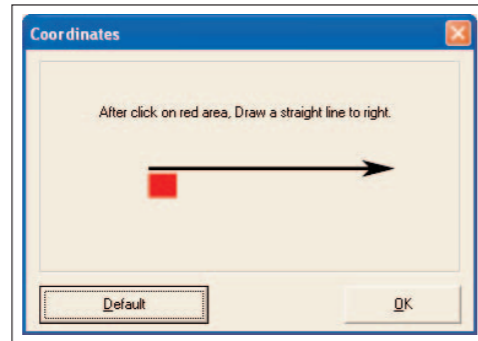 Coordinates
After click on red area, Draw a straight line to right.
Default
OK